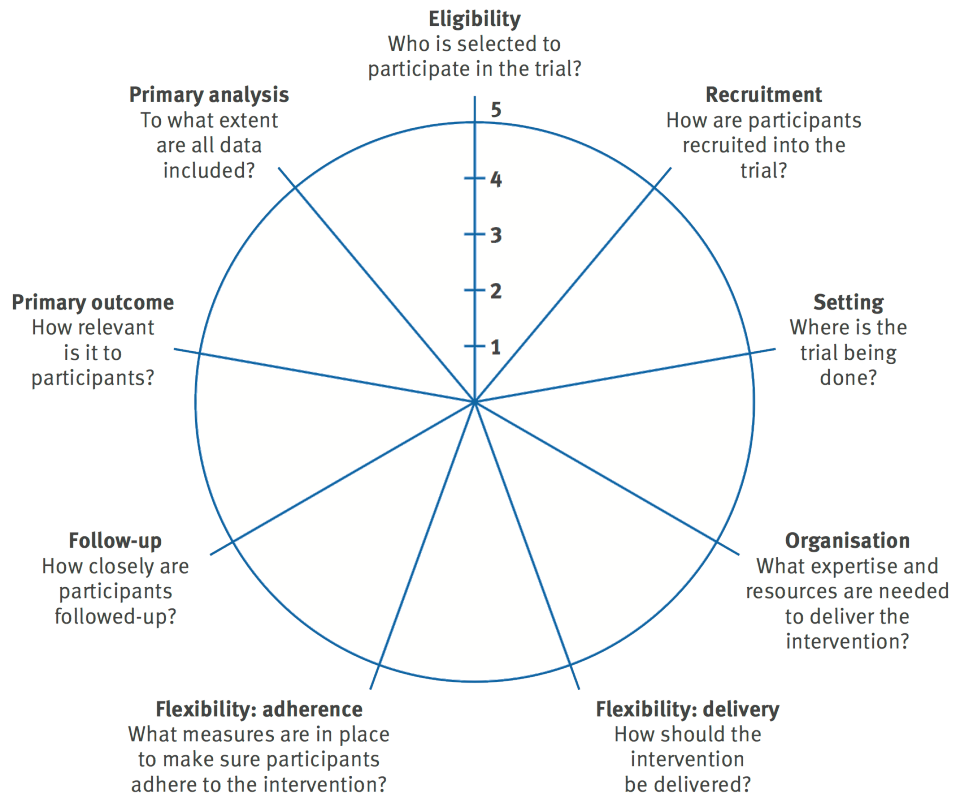 Eligibility
Who is selected to
participate in the trial?
Recruitment
How are participants
recruited into the
trial?
Setting
Where is the
trial being
done?
Organisation
What expertise and
resources are needed
to deliver the
intervention?
Flexibility: delivery
How should the
intervention
be delivered?
Flexibility: adherence
What measures are in place
to make sure participants
adhere to the intervention?
Follow-up
How closely are
participants
followed-up?
Primary outcome
How relevant
is it to
participants?
Primary analysis
To what extent
are all data
included?
5
4
3
2
1